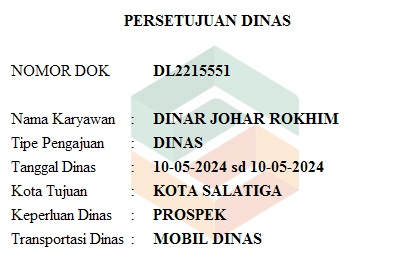 PERSETUJUAN DINAS
NOMOR DOK DL2215551
Nama Karyawan : DINAR JOHAR ROKHIM
Tipe Pengajuan : DINAS
Tanggal Dinas : 10-05-2024 sd 10-05-2024
Kota Tujuan : KOTA SALATIGA
Keperluan Dinas : PROSPEK
Transportasi Dinas : MOBIL DINAS